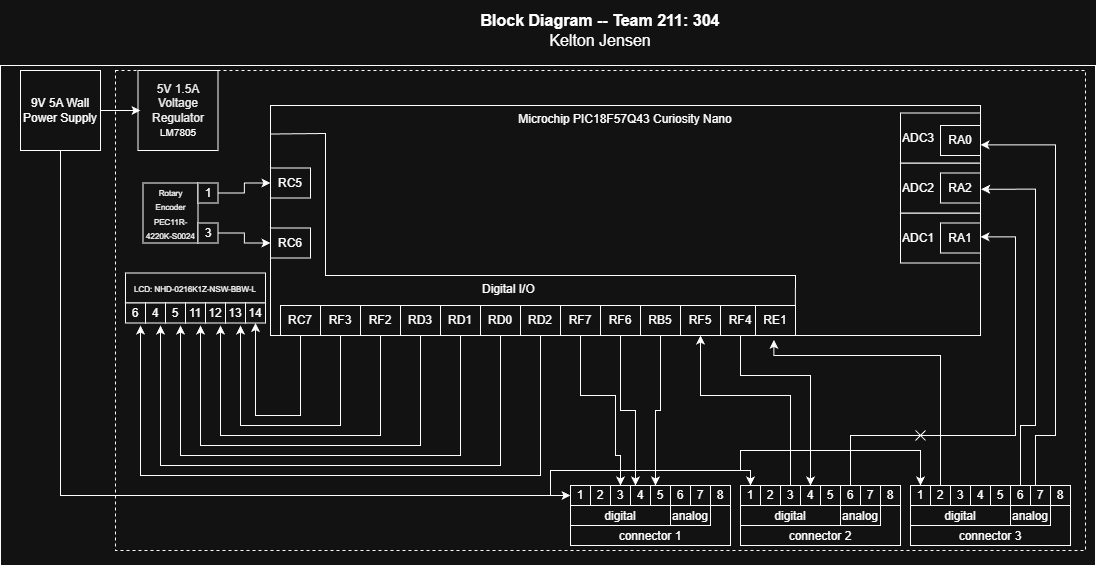 Block Diagram -- Team 211: 304
Kelton Jensen
9V 5A Wall
Power Supply
5V 1.5A
Voltage
Regulator
LM7805
Microchip PIC18F57Q43 Curiosity Nano
ADC3 RA0
ADC2 RA2
ADC1 RA1
Rotary
Encoder
PEC11R-
4220K-S0024
1
3
RC5
RC6
LCD: NHD-0216K1Z-NSW-BBW-L
6 4 5 11 12 13 14
Digital I/O
RC7 RF3 RF2 RD3 RD1 RD0 RD2 RF7 RF6 RB5 RF5 RF4 RE1
1 2 3 4 5 6 7 8
digital analog
connector 1
1 2 3 4 5 6 7 8
digital analog
connector 2
1 2 3 4 5 6 7 8
digital analog
connector 3